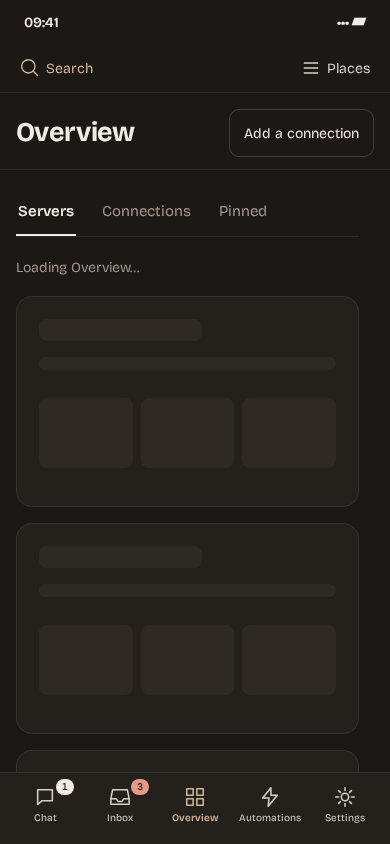 09:41
Search
Places
Overview
Add a connection
Servers
Connections
Pinned
Loading Overview...
1
3
Chat
Inbox
Overview
Automations
Settings